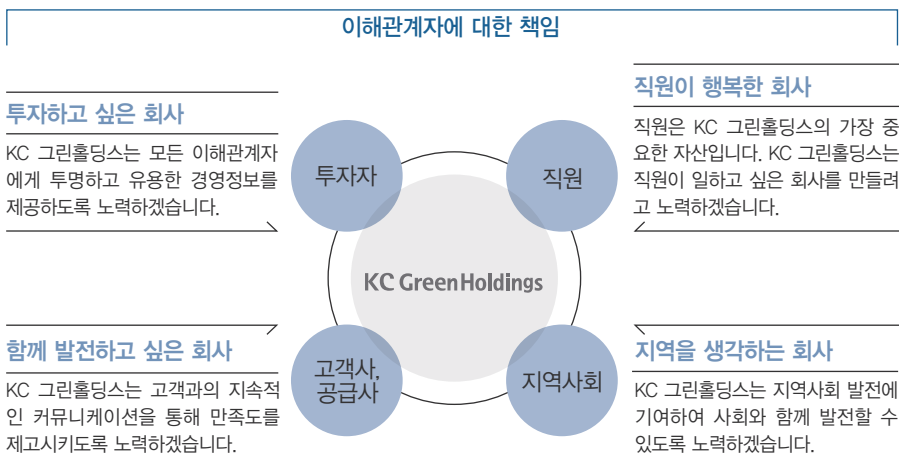 이해관계자에 대한 책임
투자하고 싶은 회사
KC 그린홀딩스는 모든 이해관계자
에게 투명하고 유용한 경영정보를
제공하도록 노력하겠습니다.
직원이 행복한 회사
직원은 KC 그린홀딩스의 가장 중
요한 자산입니다. KC 그린홀딩스는
직원이 일하고 싶은 회사를 만들려
고 노력하겠습니다.
투자자
직원
KC GreenHoldings
고객사,
공급사
지역사회
함께 발전하고 싶은 회사
KC 그린홀딩스는 고객과의 지속적
인 커뮤니케이션을 통해 만족도를
제고시키도록 노력하겠습니다.
지역을 생각하는 회사
KC 그린홀딩스는 지역사회 발전에
기여하여 사회와 함께 발전할 수
있도록 노력하겠습니다.